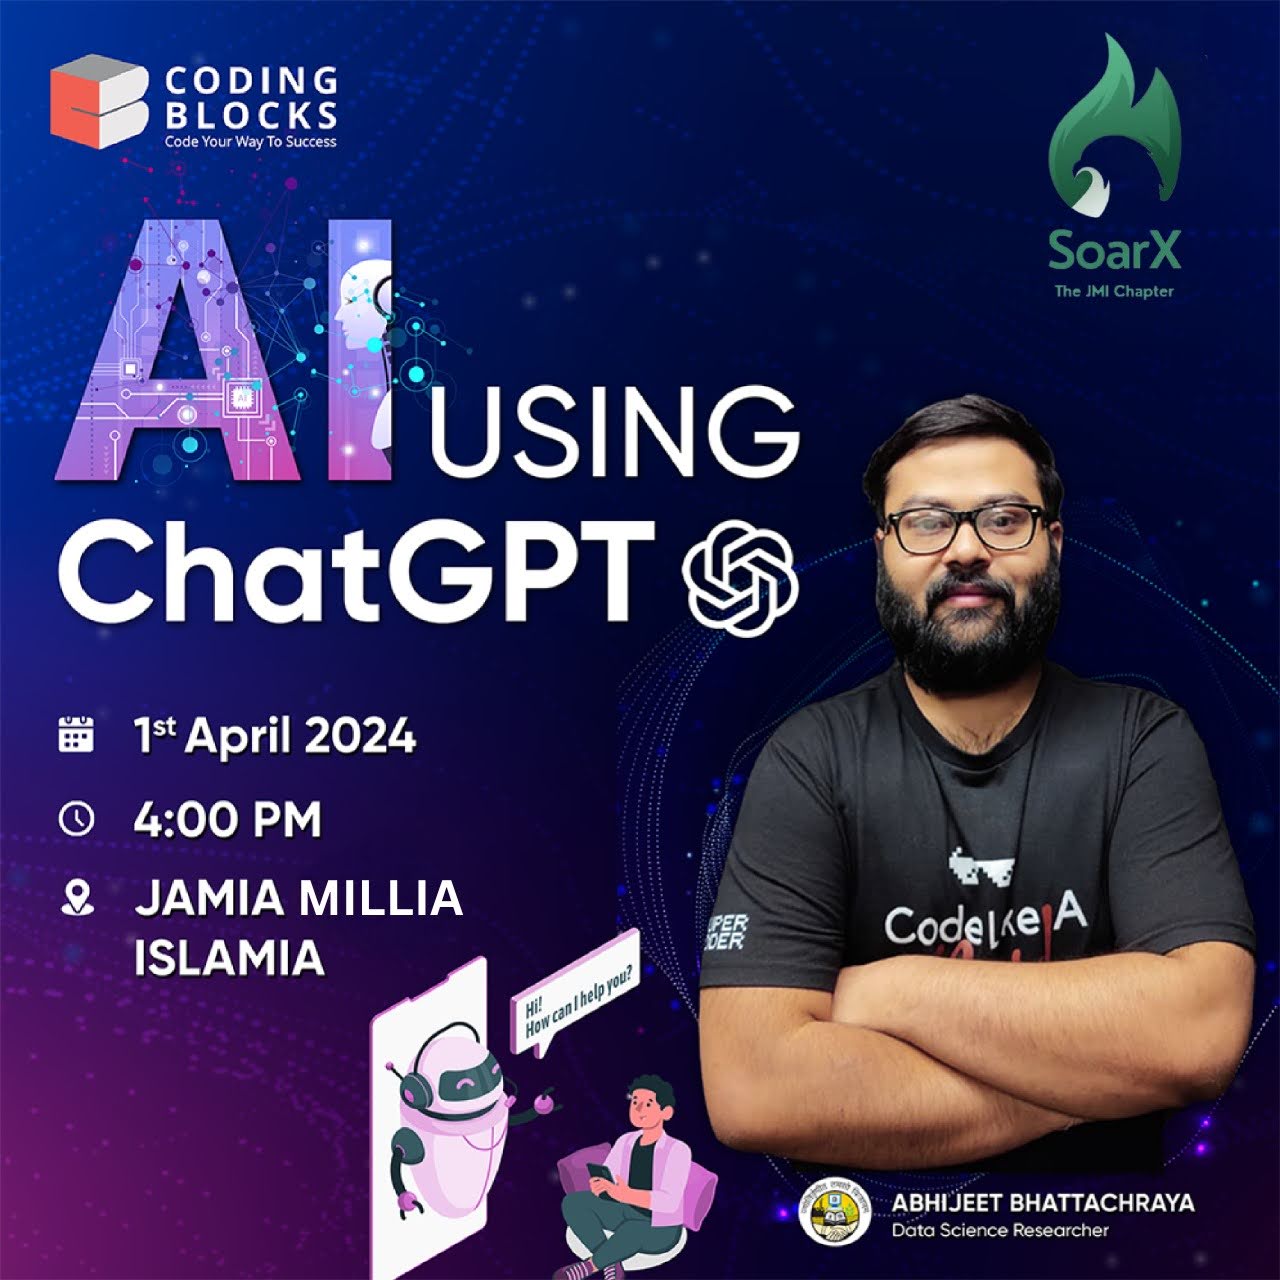 CODING
BLOCKS
Code Your Way To Success
SoarX
The JMI Chapter
AI USING
AI
ChatGPT
1st April 2024
4:00 PM
JAMIA MILLIA
ISLAMIA
Hi!
How can I help you?
ABHIJEET BHATTACHRAYA
Data Science Researcher